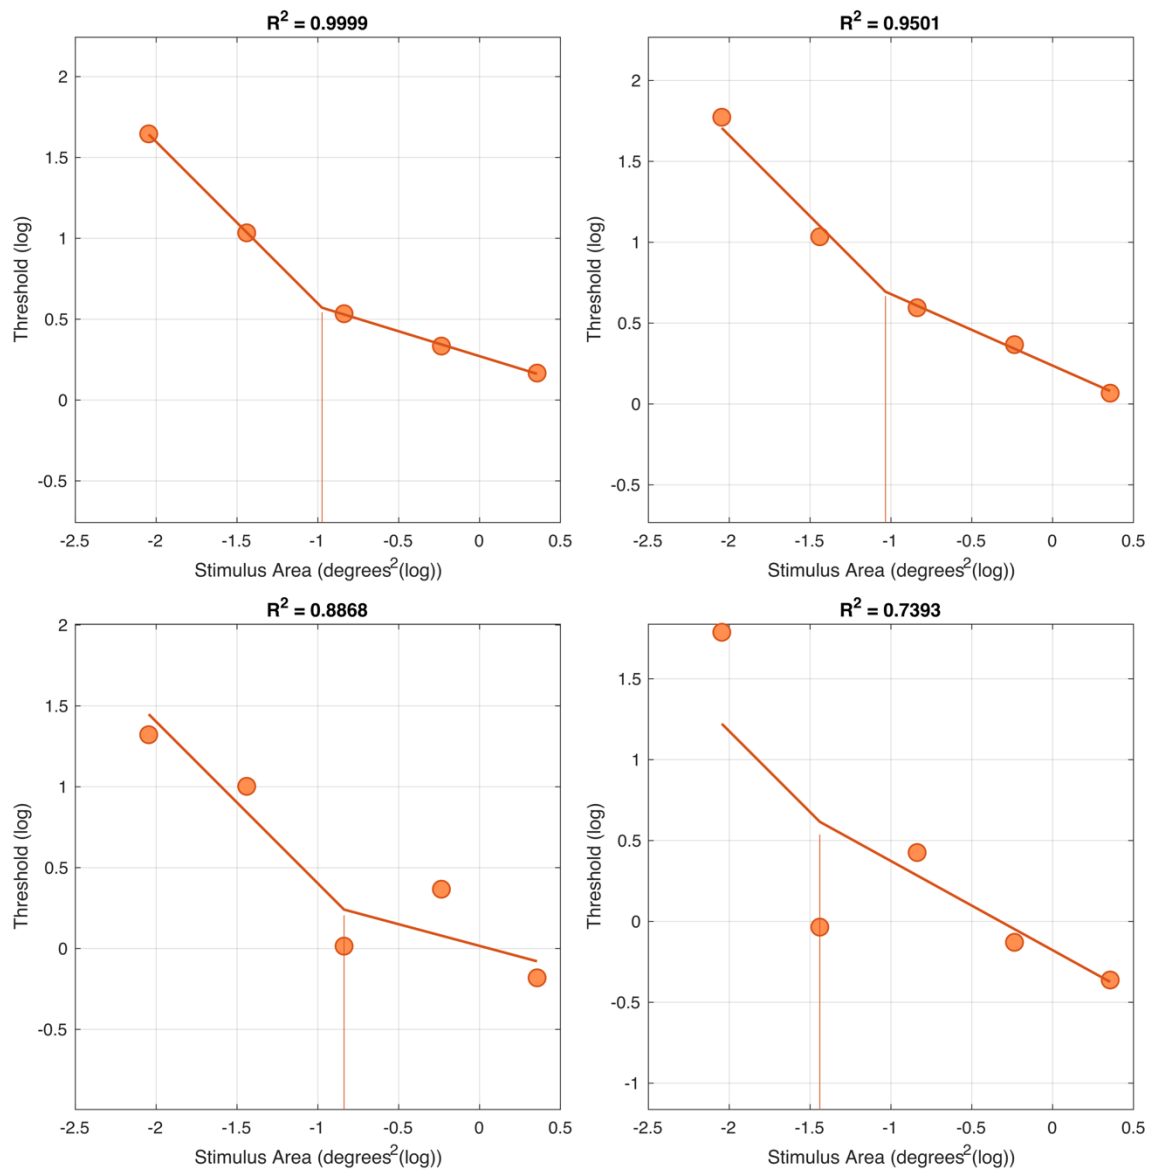 R² = 0.9999
2
1.5
1
0.5
0
-0.5
-2.5 -2 -1.5 -1 -0.5 0 0.5
Threshold (log)
Stimulus Area (degrees²(log))
R² = 0.9501
2
1.5
1
0.5
0
-0.5
-2.5 -2 -1.5 -1 -0.5 0 0.5
Threshold (log)
Stimulus Area (degrees²(log))
R² = 0.8868
2
1.5
1
0.5
0
-0.5
-2.5 -2 -1.5 -1 -0.5 0 0.5
Threshold (log)
Stimulus Area (degrees²(log))
R² = 0.7393
1.5
1
0.5
0
-0.5
-1
-2.5 -2 -1.5 -1 -0.5 0 0.5
Threshold (log)
Stimulus Area (degrees²(log))